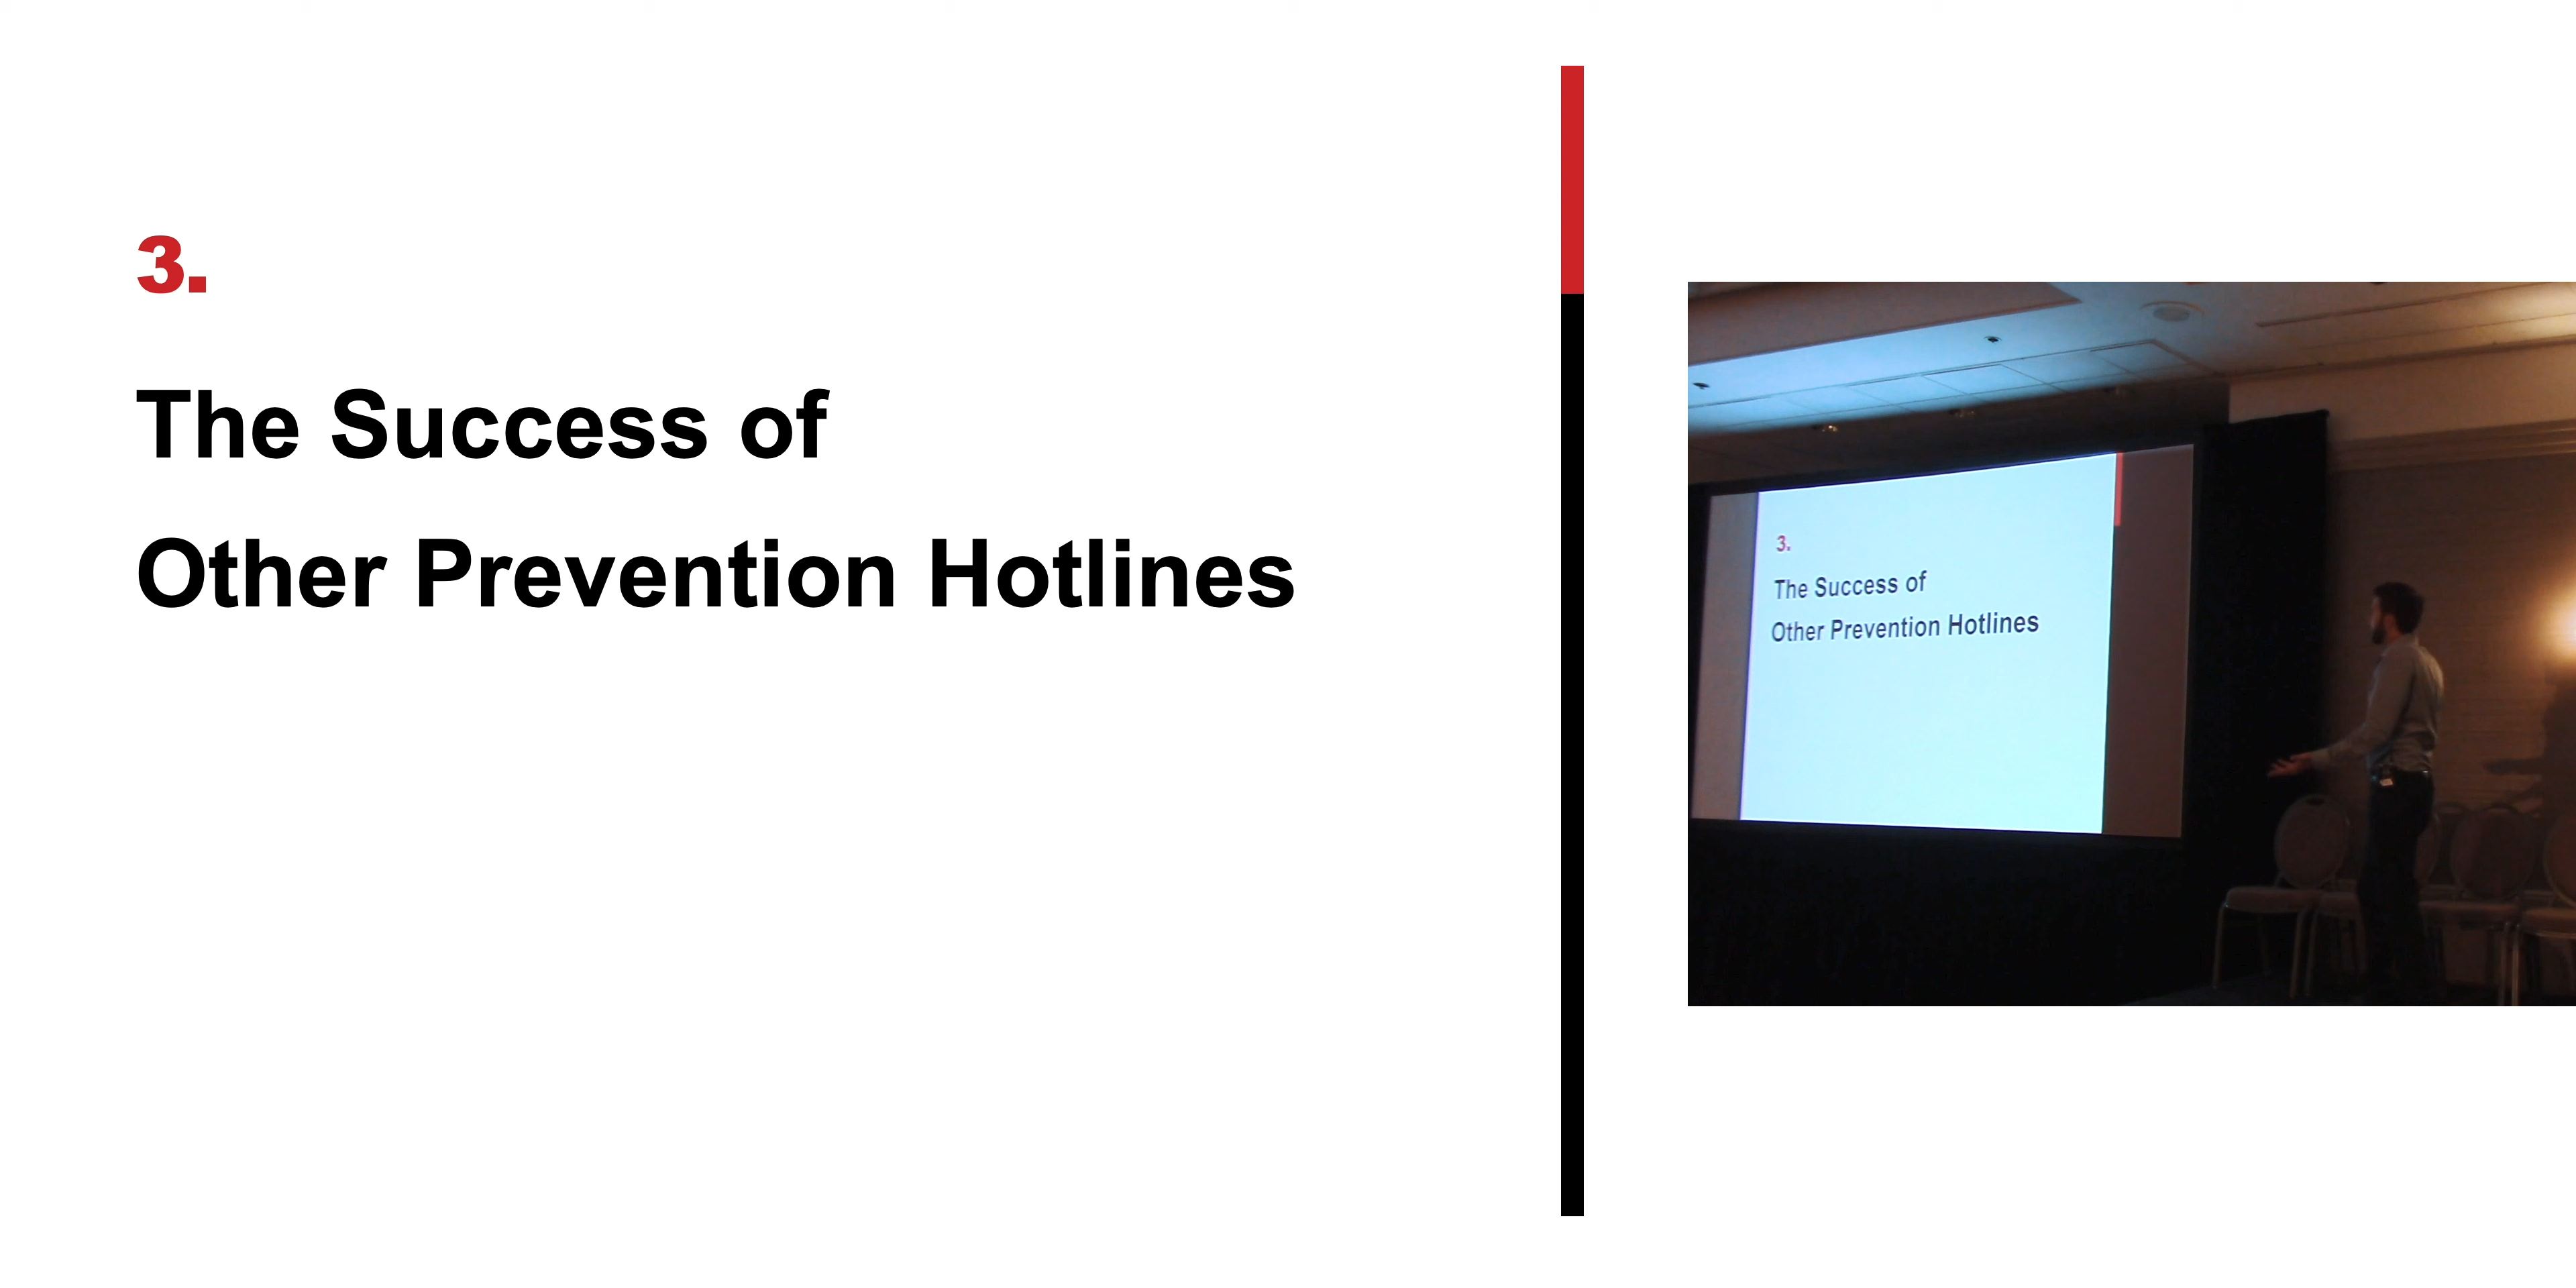 3.
The Success of
Other Prevention Hotlines
3.
The Success of
Other Prevention Hotlines